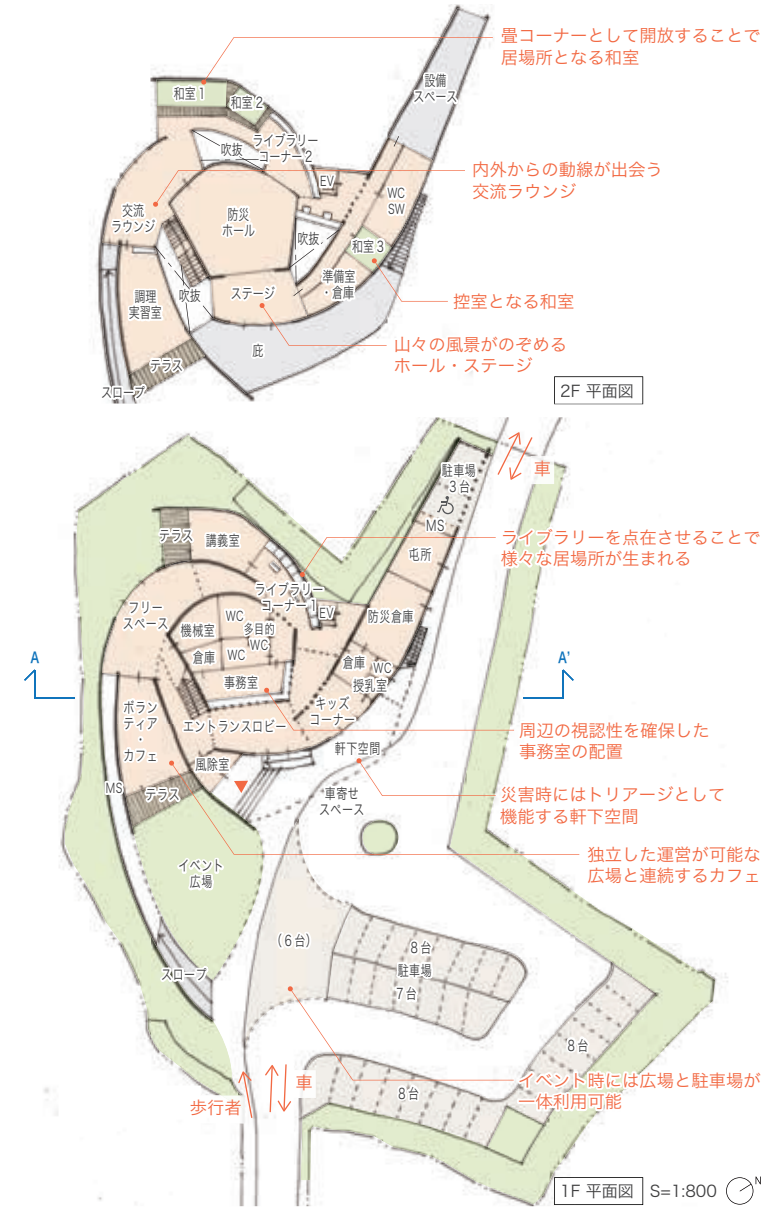 畳コーナーとして開放することで
居場所となる和室
設備
スペース
和室1
和室2
吹抜
ライブラリー
コーナー2
内外からの動線が出会う
交流ラウンジ
EV
WC
SW
交流
ラウンジ
防災
ホール
吹抜
和室3
準備室
・倉庫
控室となる和室
調理
実習室
吹抜
ステージ
山々の風景がのぞめる
ホール・ステージ
庇
テラス
スロープ
2F 平面図
車
駐車場
3台
MS
ライブラリーを点在させることで
様々な居場所が生まれる
テラス
講義室
屯所
ライブラリー
コーナー1
EV
防災倉庫
フリー
スペース
WC
機械室
多目的
WC
倉庫
WC
倉庫
WC
授乳室
A
A'
事務室
キッズ
コーナー
ボラン
ティア
・
カフェ
エントランスロビー
周辺の視認性を確保した
事務室の配置
軒下空間
風除室
MS
テラス
車寄せ
スペース
災害時にはトリアージとして
機能する軒下空間
独立した運営が可能な
広場と連続するカフェ
イベント
広場
(6台)
8台
駐車場
7台
スロープ
8台
8台
車
歩行者
イベント時には広場と駐車場が
一体利用可能
1F 平面図
S=1:800
N